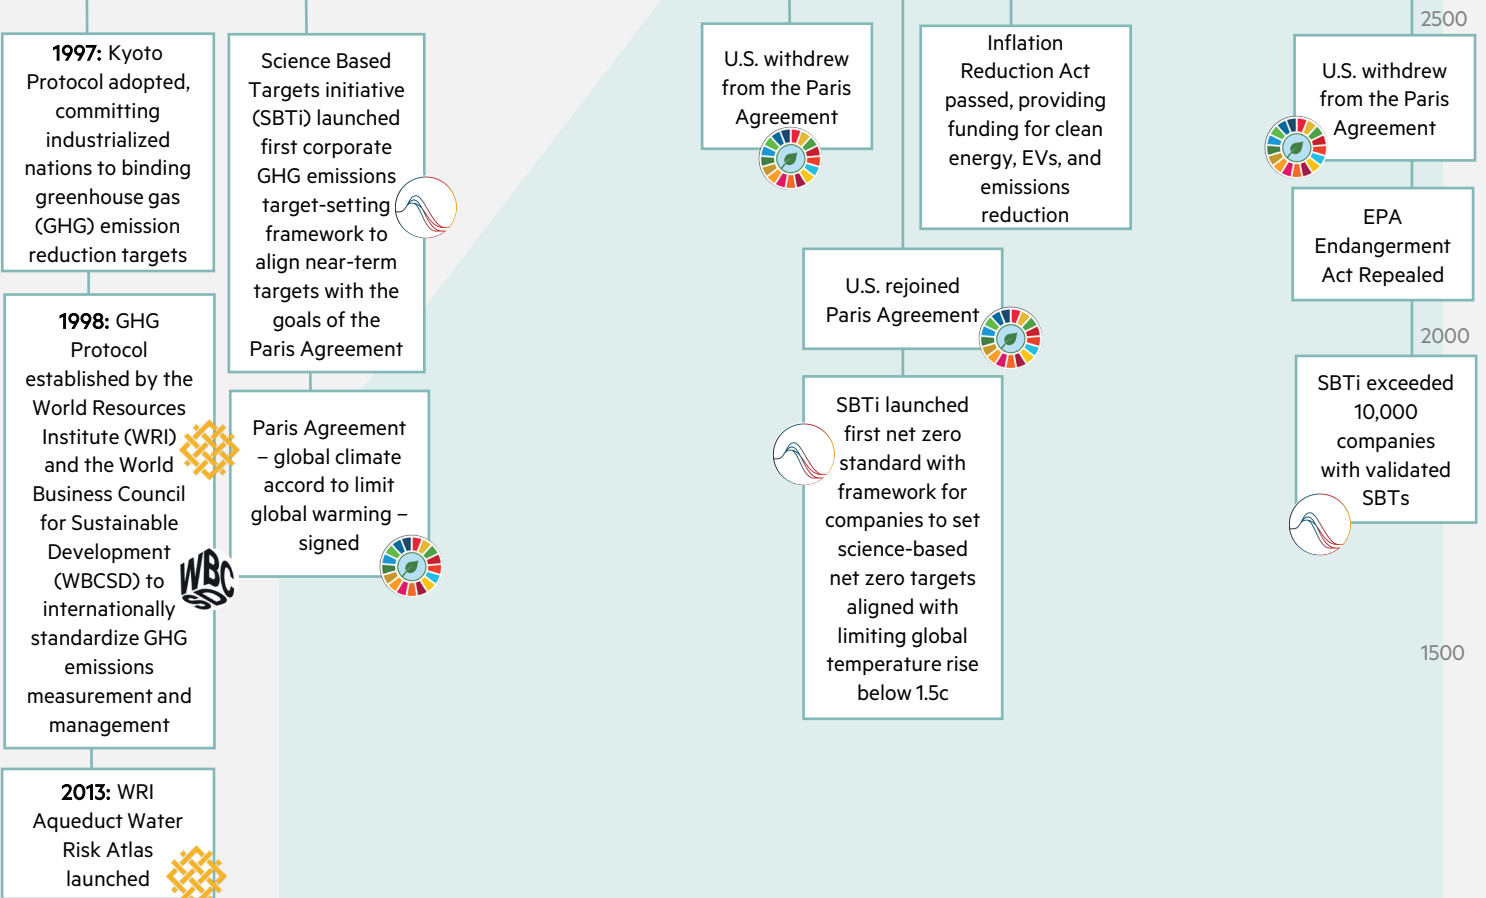 1997: Kyoto
Protocol adopted,
committing
industrialized
nations to binding
greenhouse gas
(GHG) emission
reduction targets
1998: GHG
Protocol
established by the
World Resources
Institute (WRI)
and the World
Business Council
for Sustainable
Development
(WBCSD) to
internationally
standardize GHG
emissions
measurement and
management
WBC
SD
2013: WRI
Aqueduct Water
Risk Atlas
launched
Science Based
Targets initiative
(SBTi) launched
first corporate
GHG emissions
target-setting
framework to
align near-term
targets with the
goals of the
Paris Agreement
Paris Agreement
– global climate
accord to limit
global warming –
signed
U.S. withdrew
from the Paris
Agreement
U.S. rejoined
Paris Agreement
SBTi launched
first net zero
standard with
framework for
companies to set
science-based
net zero targets
aligned with
limiting global
temperature rise
below 1.5c
Inflation
Reduction Act
passed, providing
funding for clean
energy, EVs, and
emissions
reduction
U.S. withdrew
from the Paris
Agreement
EPA
Endangerment
Act Repealed
SBTi exceeded
10,000
companies
with validated
SBTs
2500
2000
1500